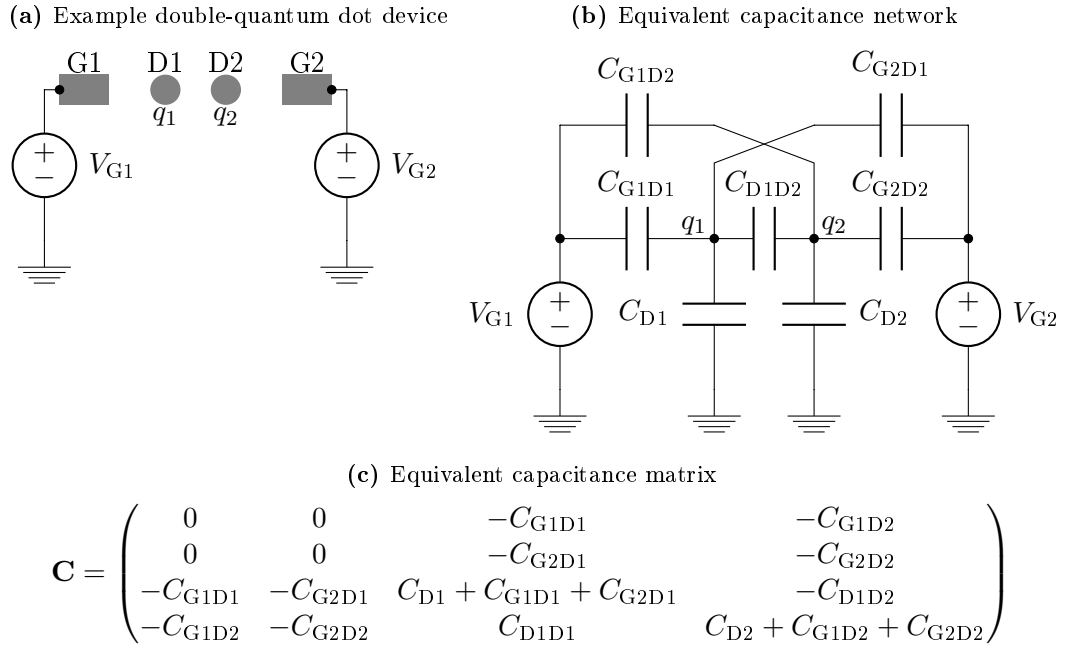 (a) Example double-quantum dot device
(b) Equivalent capacitance network
G1 D1 D2 G2
q1 q2
+
−
VG1
+
−
VG2
CG1D2
CG2D1
CG1D1 CD1D2 CG2D2
q1 q2
VG1
+
−
CD1
CD2
+
−
VG2
(c) Equivalent capacitance matrix
C =
0 0 −CG1D1 −CG1D2
0 0 −CG2D1 −CG2D2
−CG1D1 −CG2D1 CD1 + CG1D1 + CG2D1 −CD1D2
−CG1D2 −CG2D2 CD1D1 CD2 + CG1D2 + CG2D2